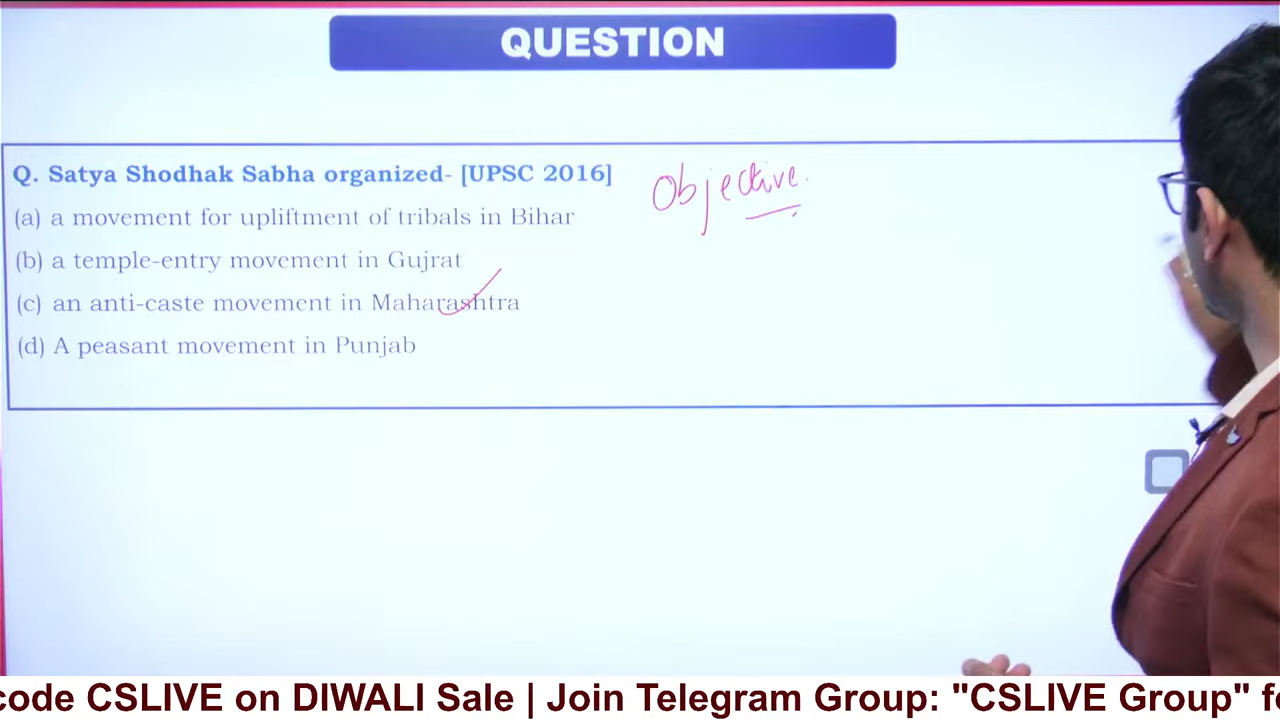 QUESTION
Q. Satya Shodhak Sabha organized- [UPSC 2016]
Objective.
(a) a movement for upliftment of tribals in Bihar
(b) a temple-entry movement in Gujrat
(c) an anti-caste movement in Maharashtra
(d) A peasant movement in Punjab
code CSLIVE on DIWALI Sale | Join Telegram Group: "CSLIVE Group" fo